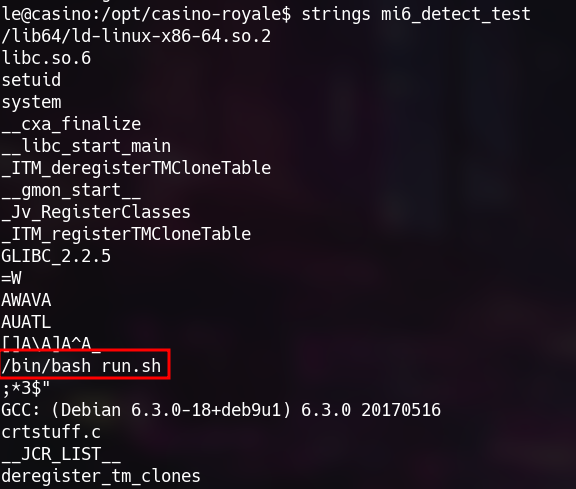 le@casino:/opt/casino-royale$ strings mi6_detect_test
/lib64/ld-linux-x86-64.so.2
libc.so.6
setuid
system
__cxa_finalize
__libc_start_main
_ITM_deregisterTMCloneTable
__gmon_start__
_Jv_RegisterClasses
_ITM_registerTMCloneTable
GLIBC_2.2.5
=W
AWAVA
AUATL
[]A\A]A^A_
/bin/bash run.sh
;*3$"
GCC: (Debian 6.3.0-18+deb9u1) 6.3.0 20170516
crtstuff.c
__JCR_LIST__
deregister_tm_clones